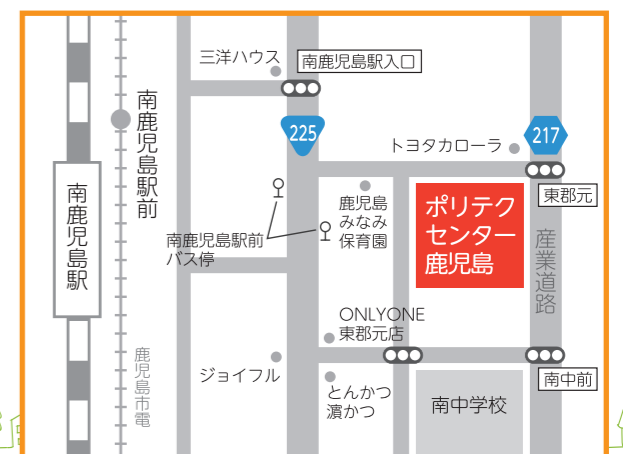 三洋ハウス
南鹿児島駅入口
225
217
トヨタカローラ
東郡元
南鹿児島駅前
南鹿児島駅
鹿児島
みなみ
保育園
ポリテク
センター
鹿児島
南鹿児島駅前
バス停
産業道路
ONLYONE
東郡元店
鹿児島市電
ジョイフル
とんかつ
濵かつ
南中前
南中学校